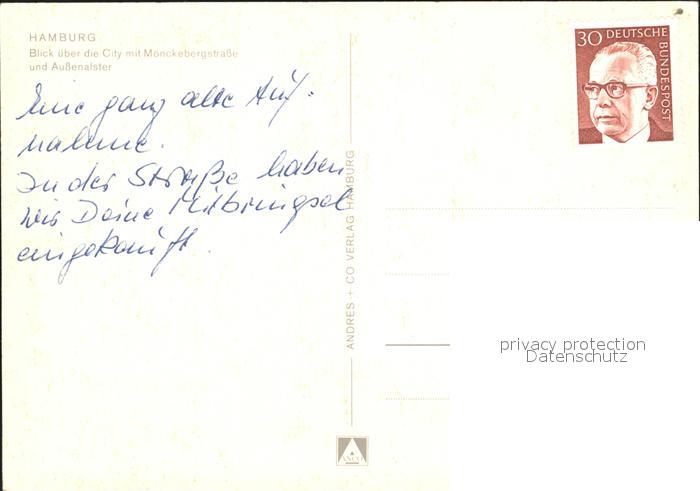 HAMBURG
Blick über die City mit Mönckebergstraße
und Außenalster
Eine ganz alte Auf-
nahme.
In der Straße haben
wir Deine Mitbringsel
eingekauft.
ANDRES + CO VERLAG HAMBURG
ANCO
30 DEUTSCHE
BUNDESPOST
privacy protection
Datenschutz